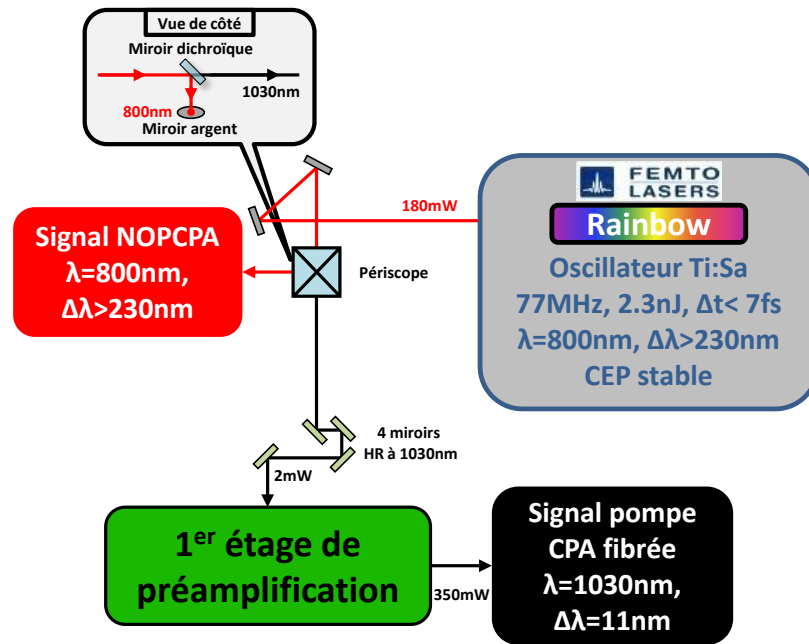 Vue de côté
Miroir dichroïque
1030nm
800nm
Miroir argent
FEMTO
LASERS
Rainbow
Oscillateur Ti:Sa
77MHz, 2.3nJ, Δt< 7fs
λ=800nm, Δλ>230nm
CEP stable
180mW
Signal NOPCPA
λ=800nm,
Δλ>230nm
Périscope
4 miroirs
HR à 1030nm
2mW
1er étage de
préamplification
350mW
Signal pompe
CPA fibrée
λ=1030nm,
Δλ=11nm